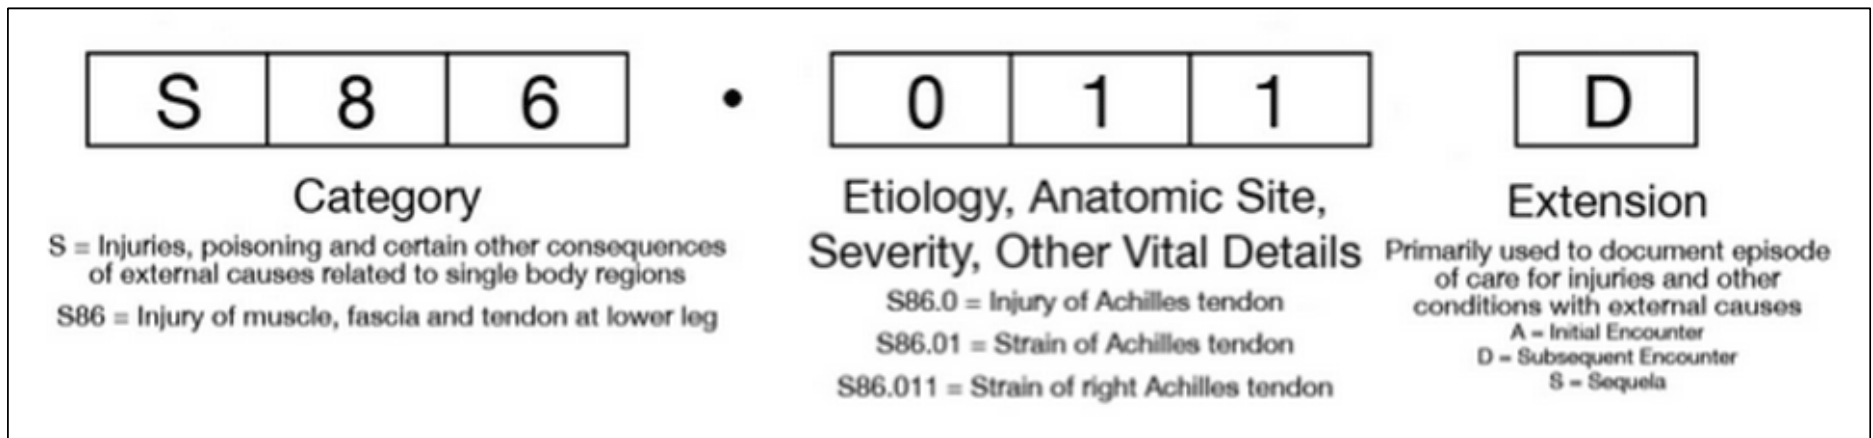 S 8 6 • 0 1 1 D
Category
S = Injuries, poisoning and certain other consequences
of external causes related to single body regions
S86 = Injury of muscle, fascia and tendon at lower leg
Etiology, Anatomic Site,
Severity, Other Vital Details
S86.0 = Injury of Achilles tendon
S86.01 = Strain of Achilles tendon
S86.011 = Strain of right Achilles tendon
Extension
Primarily used to document episode
of care for injuries and other
conditions with external causes
A = Initial Encounter
D = Subsequent Encounter
S = Sequela